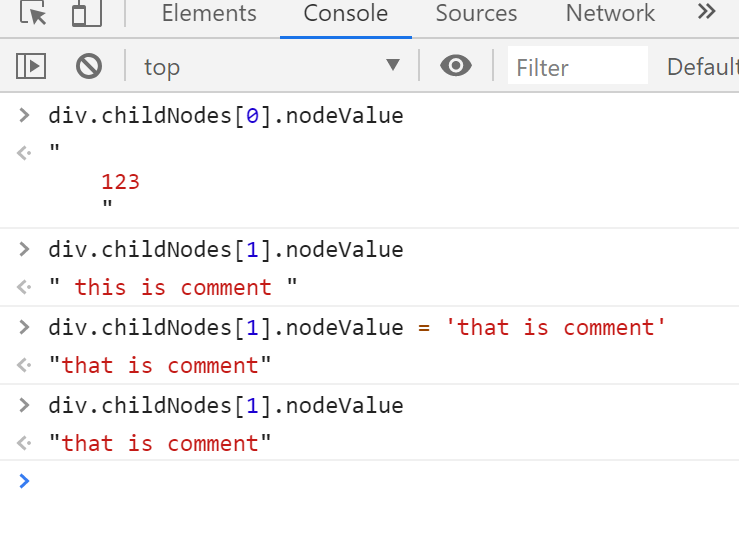 Elements Console Sources Network »
top ▼ Filter Default
> div.childNodes[0].nodeValue
"
123
"
> div.childNodes[1].nodeValue
" this is comment "
> div.childNodes[1].nodeValue = 'that is comment'
"that is comment"
> div.childNodes[1].nodeValue
"that is comment"
>